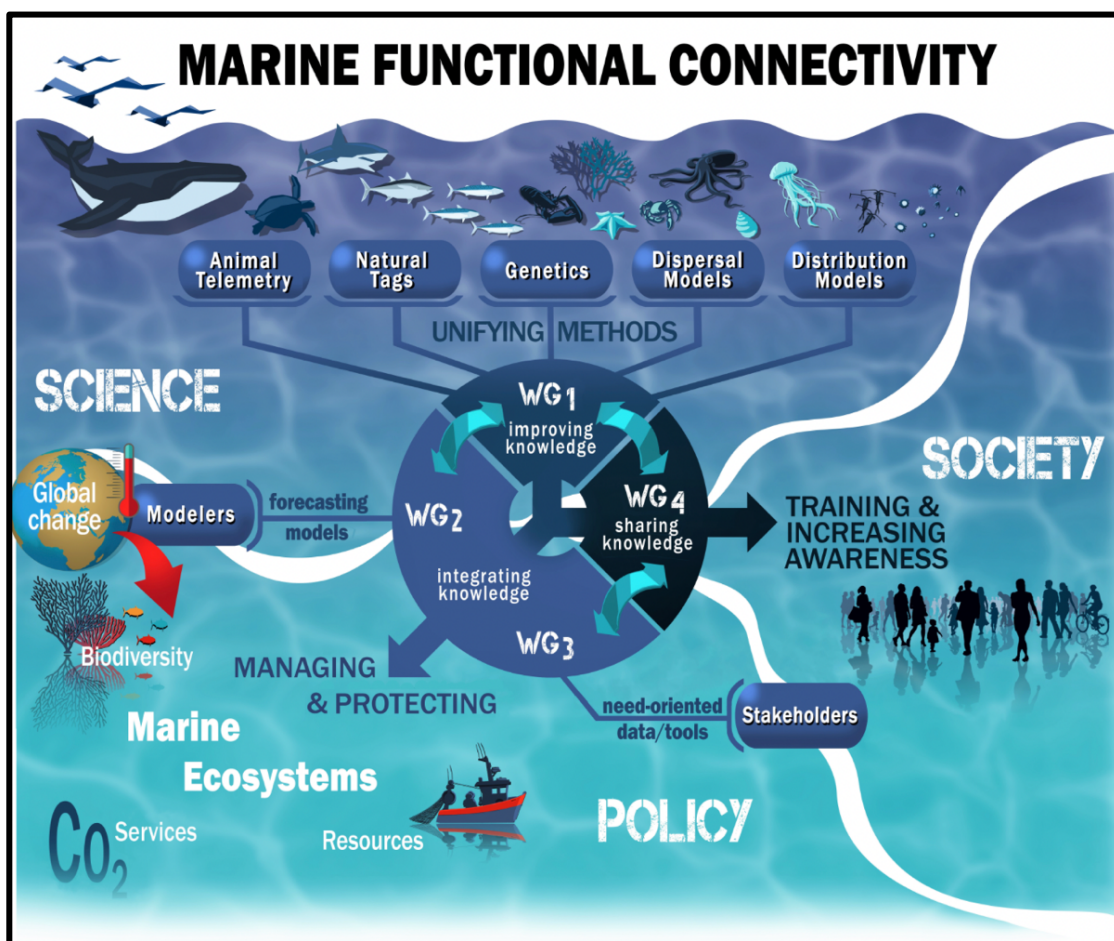 MARINE FUNCTIONAL CONNECTIVITY
Animal
Telemetry
Natural
Tags
Genetics
Dispersal
Models
Distribution
Models
UNIFYING METHODS
SCIENCE
WG1
improving
knowledge
SOCIETY
Global
change
Modelers
forecasting
models
WG2
integrating
knowledge
WG4
sharing
knowledge
TRAINING &
INCREASING
AWARENESS
WG3
Biodiversity
MANAGING
& PROTECTING
need-oriented
data/tools
Stakeholders
Marine
Ecosystems
Co2
Services
Resources
POLICY